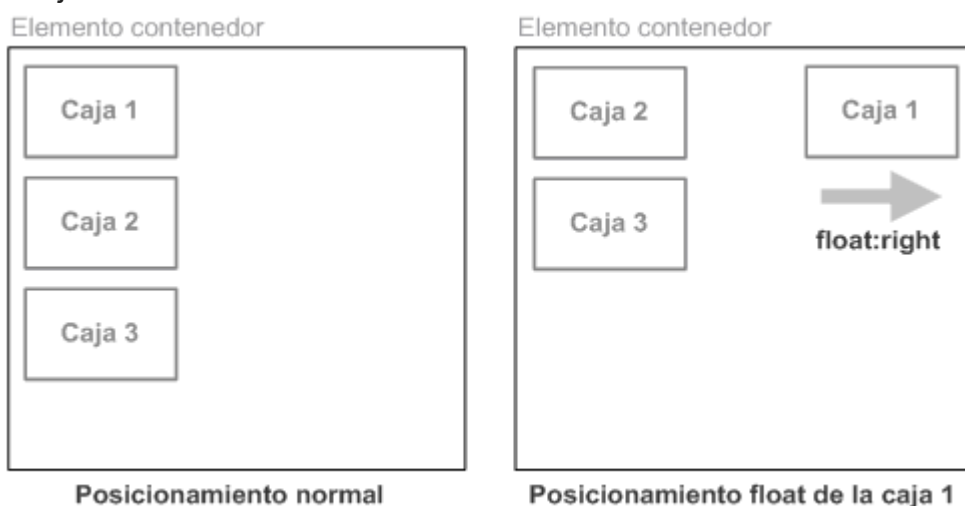 Elemento contenedor
Caja 1
Caja 2
Caja 3
Posicionamiento normal
Elemento contenedor
Caja 2
Caja 1
Caja 3
float:right
Posicionamiento float de la caja 1